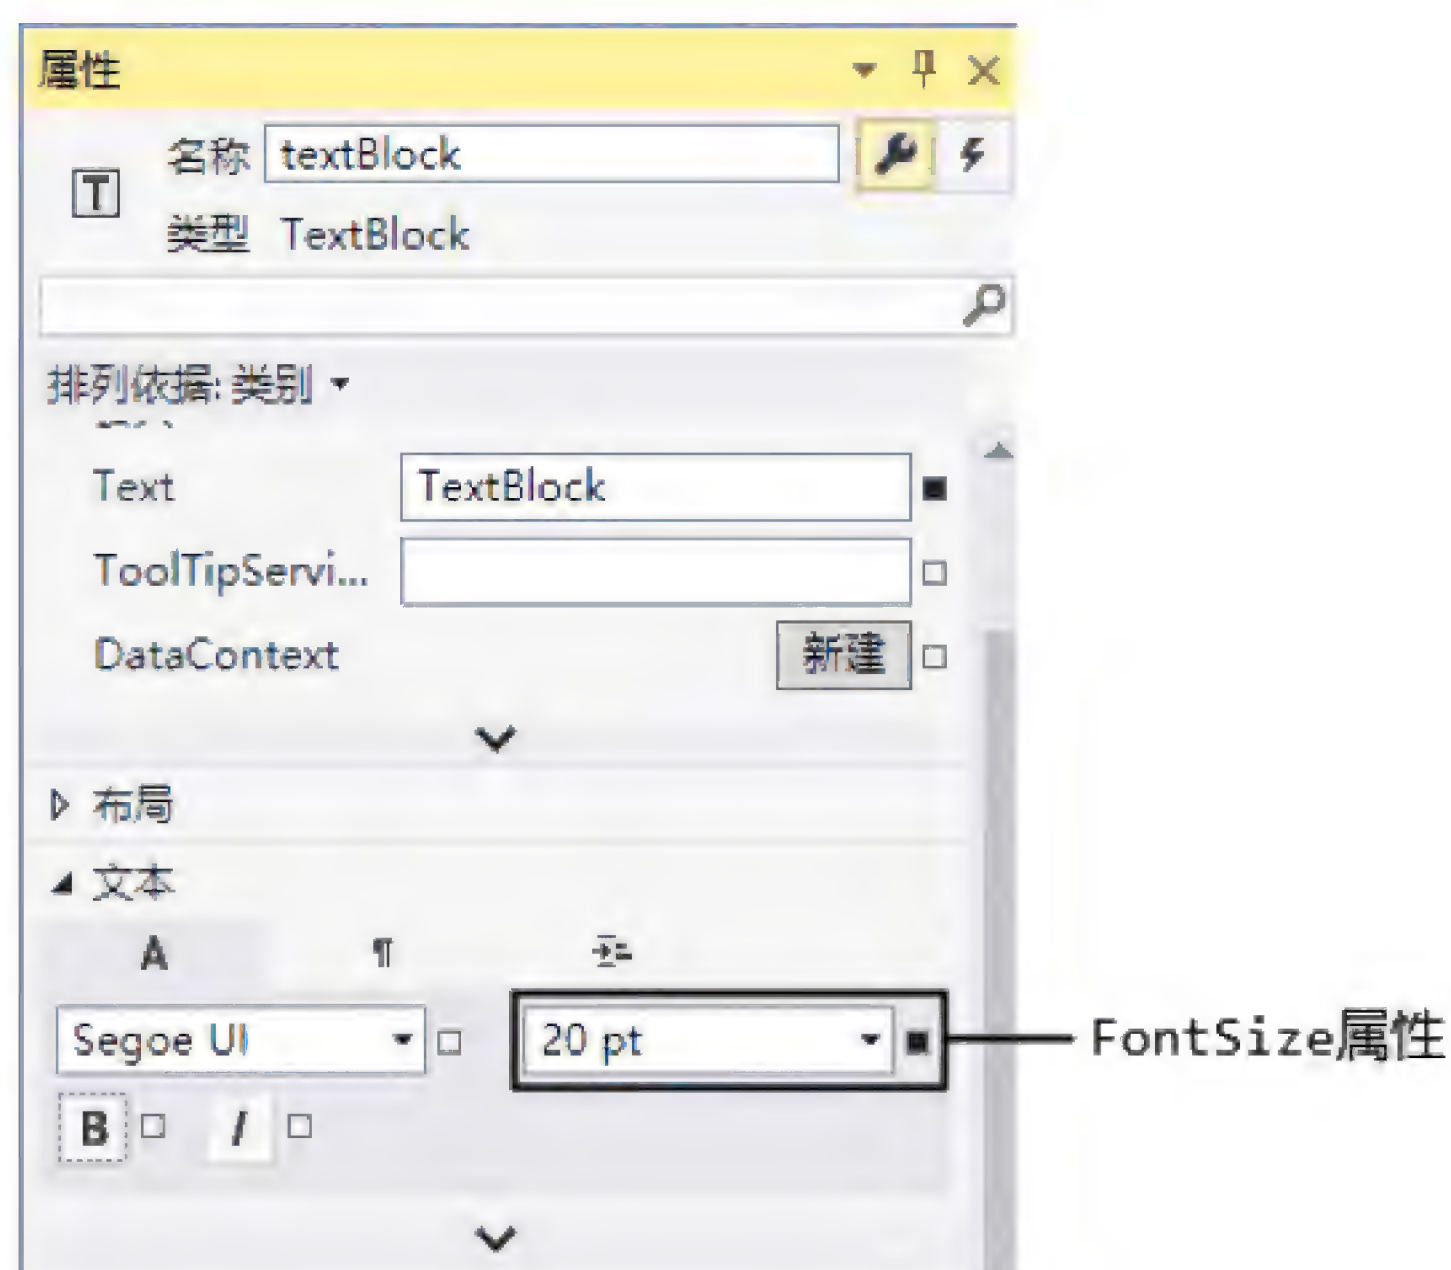 属性
名称 textBlock
类型 TextBlock
排列依据: 类别
Text TextBlock
ToolTipServi...
DataContext 新建
布局
文本
A ¶
Segoe UI 20 pt FontSize属性
B I